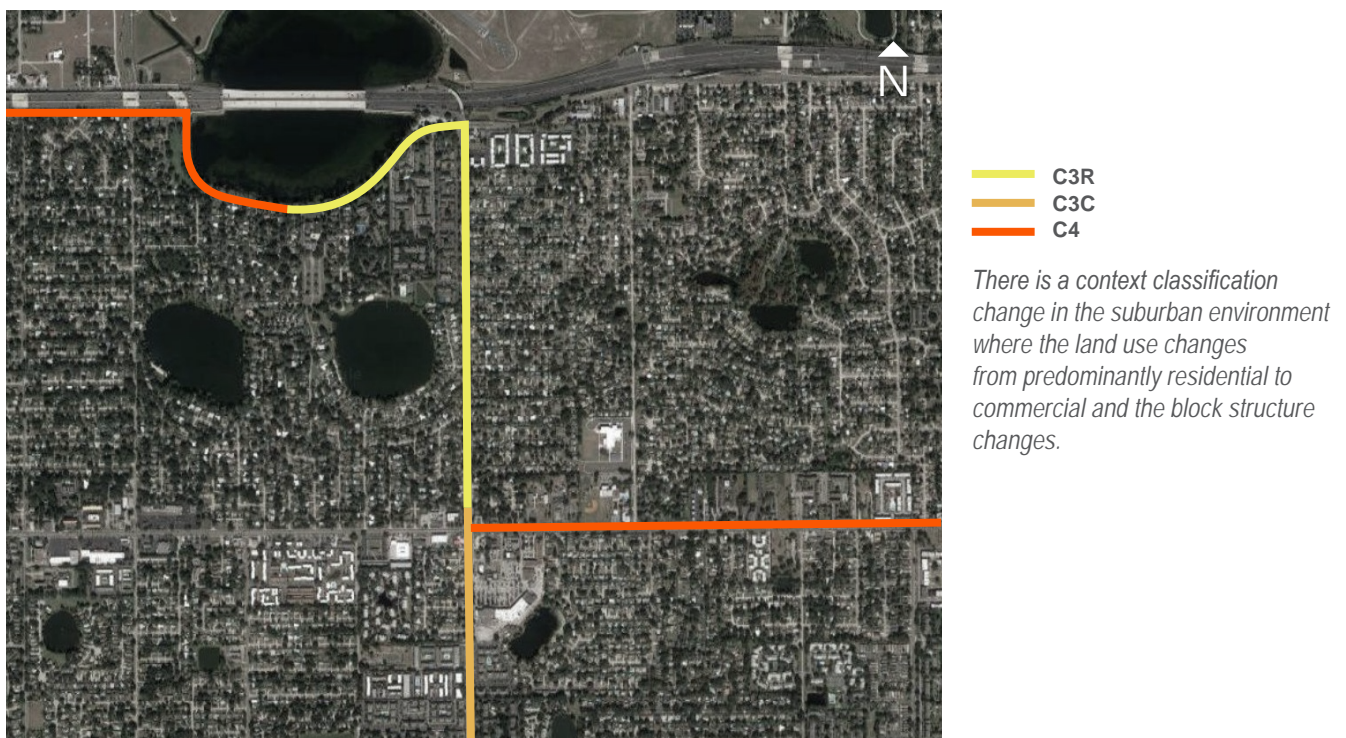 N
C3R
C3C
C4
There is a context classification
change in the suburban environment
where the land use changes
from predominantly residential to
commercial and the block structure
changes.